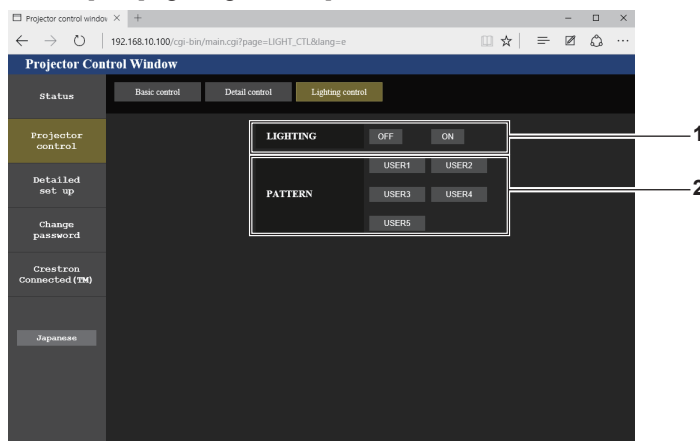 Projector control window
192.168.10.100/cgi-bin/main.cgi?page=LIGHT_CTL&lang=e
Projector Control Window
Status
Basic control
Detail control
Lighting control
Projector
control
LIGHTING
OFF
ON
1
Detailed
set up
PATTERN
USER1
USER2
USER3
USER4
USER5
2
Change
password
Crestron
Connected(TM)
Japanese